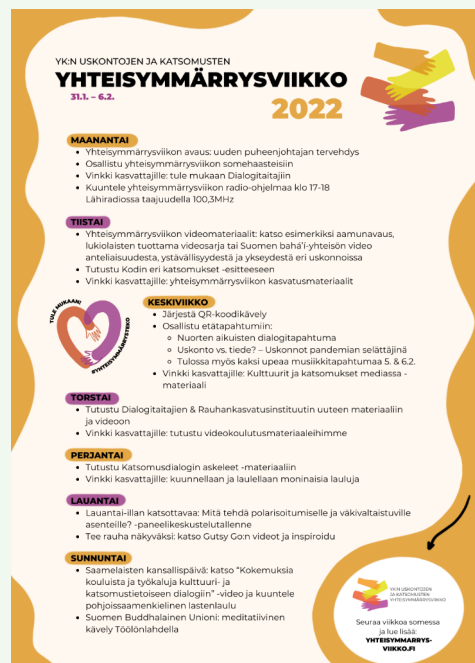 YK:N USKONTOJEN JA KATSOMUSTEN
YHTEISYMMÄRRYSVIIKKO
31.1. – 6.2.
2022
MAANANTAI
• Yhteisymmärrysviikon avaus: uuden puheenjohtajan tervehdys
• Osallistu yhteisymmärrysviikon somehaasteisiin
• Vinkki kasvattajille: tule mukaan Dialogitaitajiin
• Kuuntele yhteisymmärrysviikon radio-ohjelmaa klo 17-18
Lähiradiossa taajuudella 100,3MHz
TIISTAI
• Yhteisymmärrysviikon videomateriaalit: katso esimerkiksi aamunavaus,
lukiolaisten tuottama videosarja tai Suomen bahá'í-yhteisön video
anteliaisuudesta, ystävällisyydestä ja ykseydestä eri uskonnoissa
• Tutustu Kodin eri katsomukset -esitteeseen
• Vinkki kasvattajille: yhteisymmärrysviikon kasvatusmateriaalit
TULE MUKAAN!
#YHTEISYMMÄRRYSTEKO
KESKIVIIKKO
• Järjestä QR-koodikävely
• Osallistu etätapahtumiin:
○ Nuorten aikuisten dialogitapahtuma
○ Uskonto vs. tiede? – Uskonnot pandemian selättäjinä
○ Tulossa myös kaksi upeaa musiikkitapahtumaa 5. & 6.2.
• Vinkki kasvattajille: Kulttuurit ja katsomukset mediassa -
materiaali
TORSTAI
• Tutustu Dialogitaitajien & Rauhankasvatusinstituutin uuteen materiaaliin
ja videoon
• Vinkki kasvattajille: tutustu videokoulutusmateriaaleihimme
PERJANTAI
• Tutustu Katsomusdialogin askeleet -materiaaliin
• Vinkki kasvattajille: kuunnellaan ja laulellaan moninaisia lauluja
LAUANTAI
• Lauantai-illan katsottavaa: Mitä tehdä polarisoitumiselle ja väkivaltaistuville
asenteille? -paneelikeskustelutallenne
• Tee rauha näkyväksi: katso Gutsy Go:n videot ja inspiroidu
SUNNUNTAI
• Saamelaisten kansallispäivä: katso "Kokemuksia
kouluista ja työkaluja kulttuuri- ja
katsomustietoiseen dialogiin" -video ja kuuntele
pohjoissaamenkielinen lastenlaulu
• Suomen Buddhalainen Unioni: meditatiivinen
kävely Töölönlahdella
YK:N USKONTOJEN
JA KATSOMUSTEN
YHTEISYMMÄRRYSVIIKKO
Seuraa viikkoa somessa
ja lue lisää:
YHTEISYMMARRYS-
VIIKKO.FI